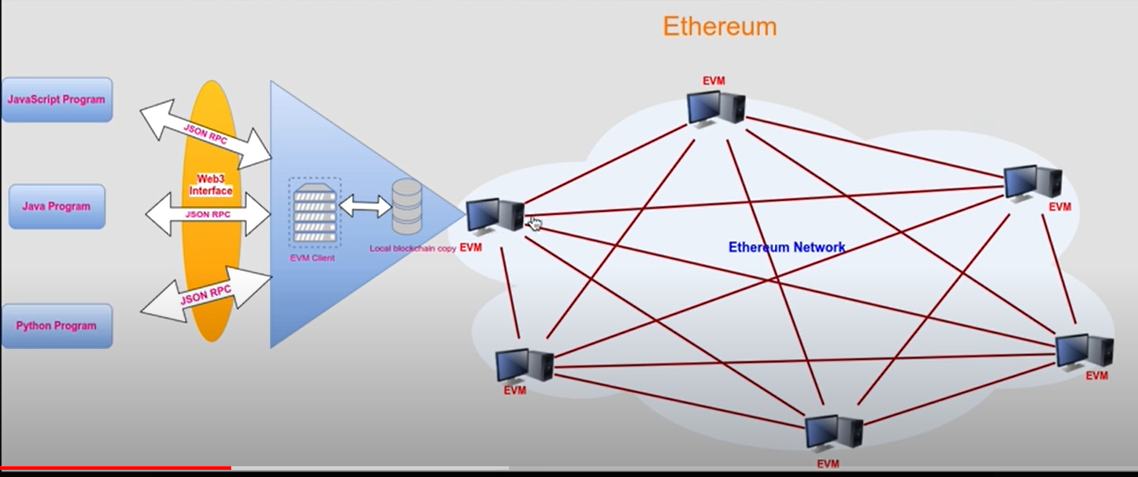 Ethereum
EVM
JavaScript Program
JSON RPC
Web3
Interface
EVM
Java Program
JSON RPC
EVM Client
Local blockchain copy
EVM
Ethereum Network
JSON RPC
Python Program
EVM
EVM
EVM